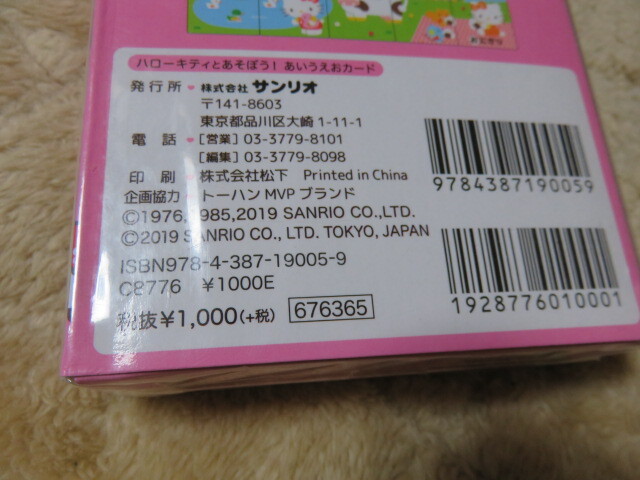 ハローキティとあそぼう! あいうえおカード
発行所 ♥ 株式会社 サンリオ
〒141-8603
東京都品川区大崎 1-11-1
電話 ♥ [営業] 03-3779-8101
[編集] 03-3779-8098
印刷 ♥ 株式会社松下 Printed in China
企画協力 トーハン MVP ブランド
©1976,1985,2019 SANRIO CO.,LTD.
©2019 SANRIO CO., LTD. TOKYO, JAPAN
ISBN978-4-387-19005-9
C8776 ¥1000E
税抜¥1,000(+税) 676365
9784387190059
1928776010001